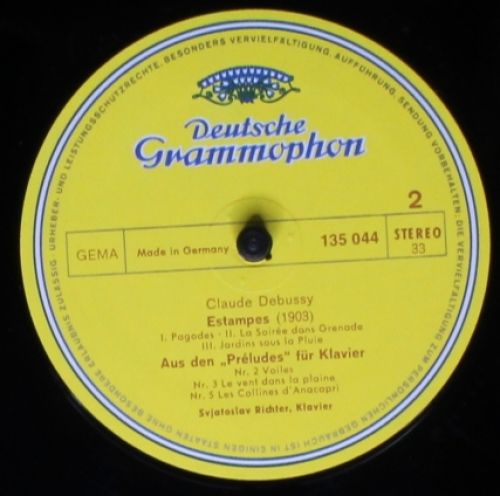 URHEBER- UND LEISTUNGSSCHUTZRECHTE, BESONDERS VERVIELFÄLTIGUNG, AUFFÜHRUNG, SENDUNG VORBEHALTEN. DIE VERVIELFÄLTIGUNG ZUM PERSÖNLICHEN GEBRAUCH IST IN EINIGEN STAATEN OHNE BESONDERE ERLAUBNIS ZULÄSSIG
Deutsche
Grammophon
2
GEMA Made in Germany 135 044 STEREO
33
Claude Debussy
Estampes (1903)
I. Pagodes - II. La Soirée dans Grenade
III. Jardins sous la Pluie
Aus den „Préludes“ für Klavier
Nr. 2 Voiles
Nr. 3 Le vent dans la plaine
Nr. 5 Les Collines d'Anacapri
Svjatoslav Richter, Klavier